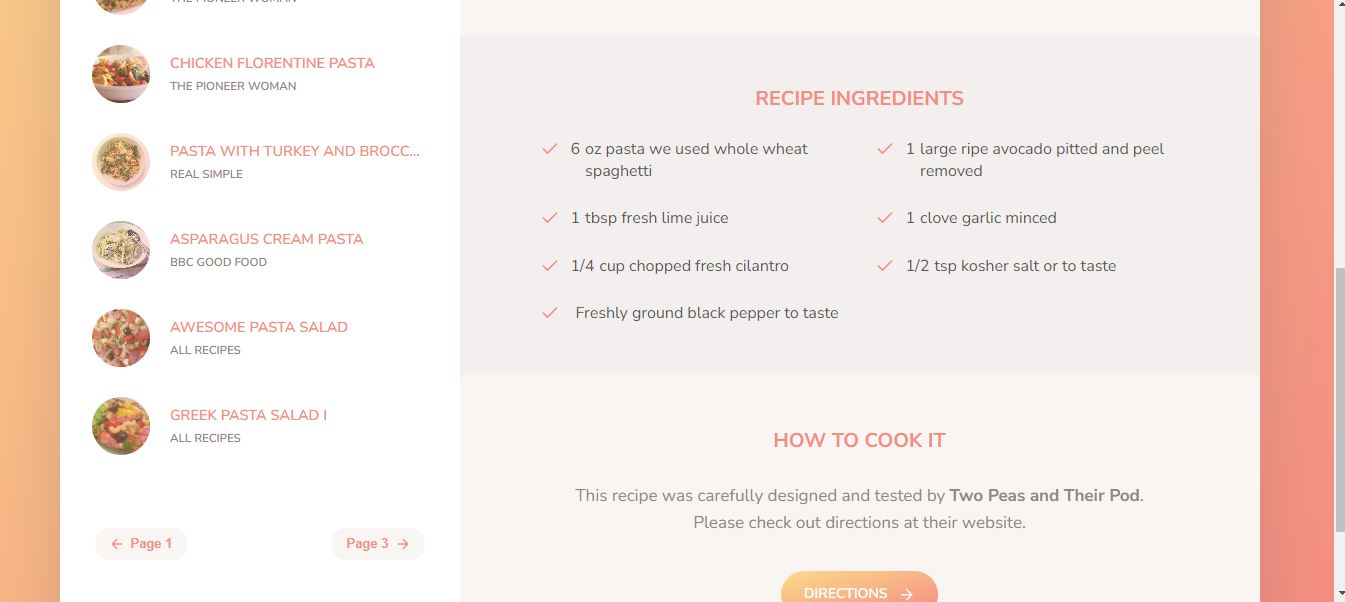 THE PIONEER WOMAN
CHICKEN FLORENTINE PASTA
THE PIONEER WOMAN
PASTA WITH TURKEY AND BROCC...
REAL SIMPLE
ASPARAGUS CREAM PASTA
BBC GOOD FOOD
AWESOME PASTA SALAD
ALL RECIPES
GREEK PASTA SALAD I
ALL RECIPES
← Page 1
Page 3 →
RECIPE INGREDIENTS
6 oz pasta we used whole wheat
spaghetti
1 large ripe avocado pitted and peel
removed
1 tbsp fresh lime juice
1 clove garlic minced
1/4 cup chopped fresh cilantro
1/2 tsp kosher salt or to taste
Freshly ground black pepper to taste
HOW TO COOK IT
This recipe was carefully designed and tested by Two Peas and Their Pod.
Please check out directions at their website.
DIRECTIONS →